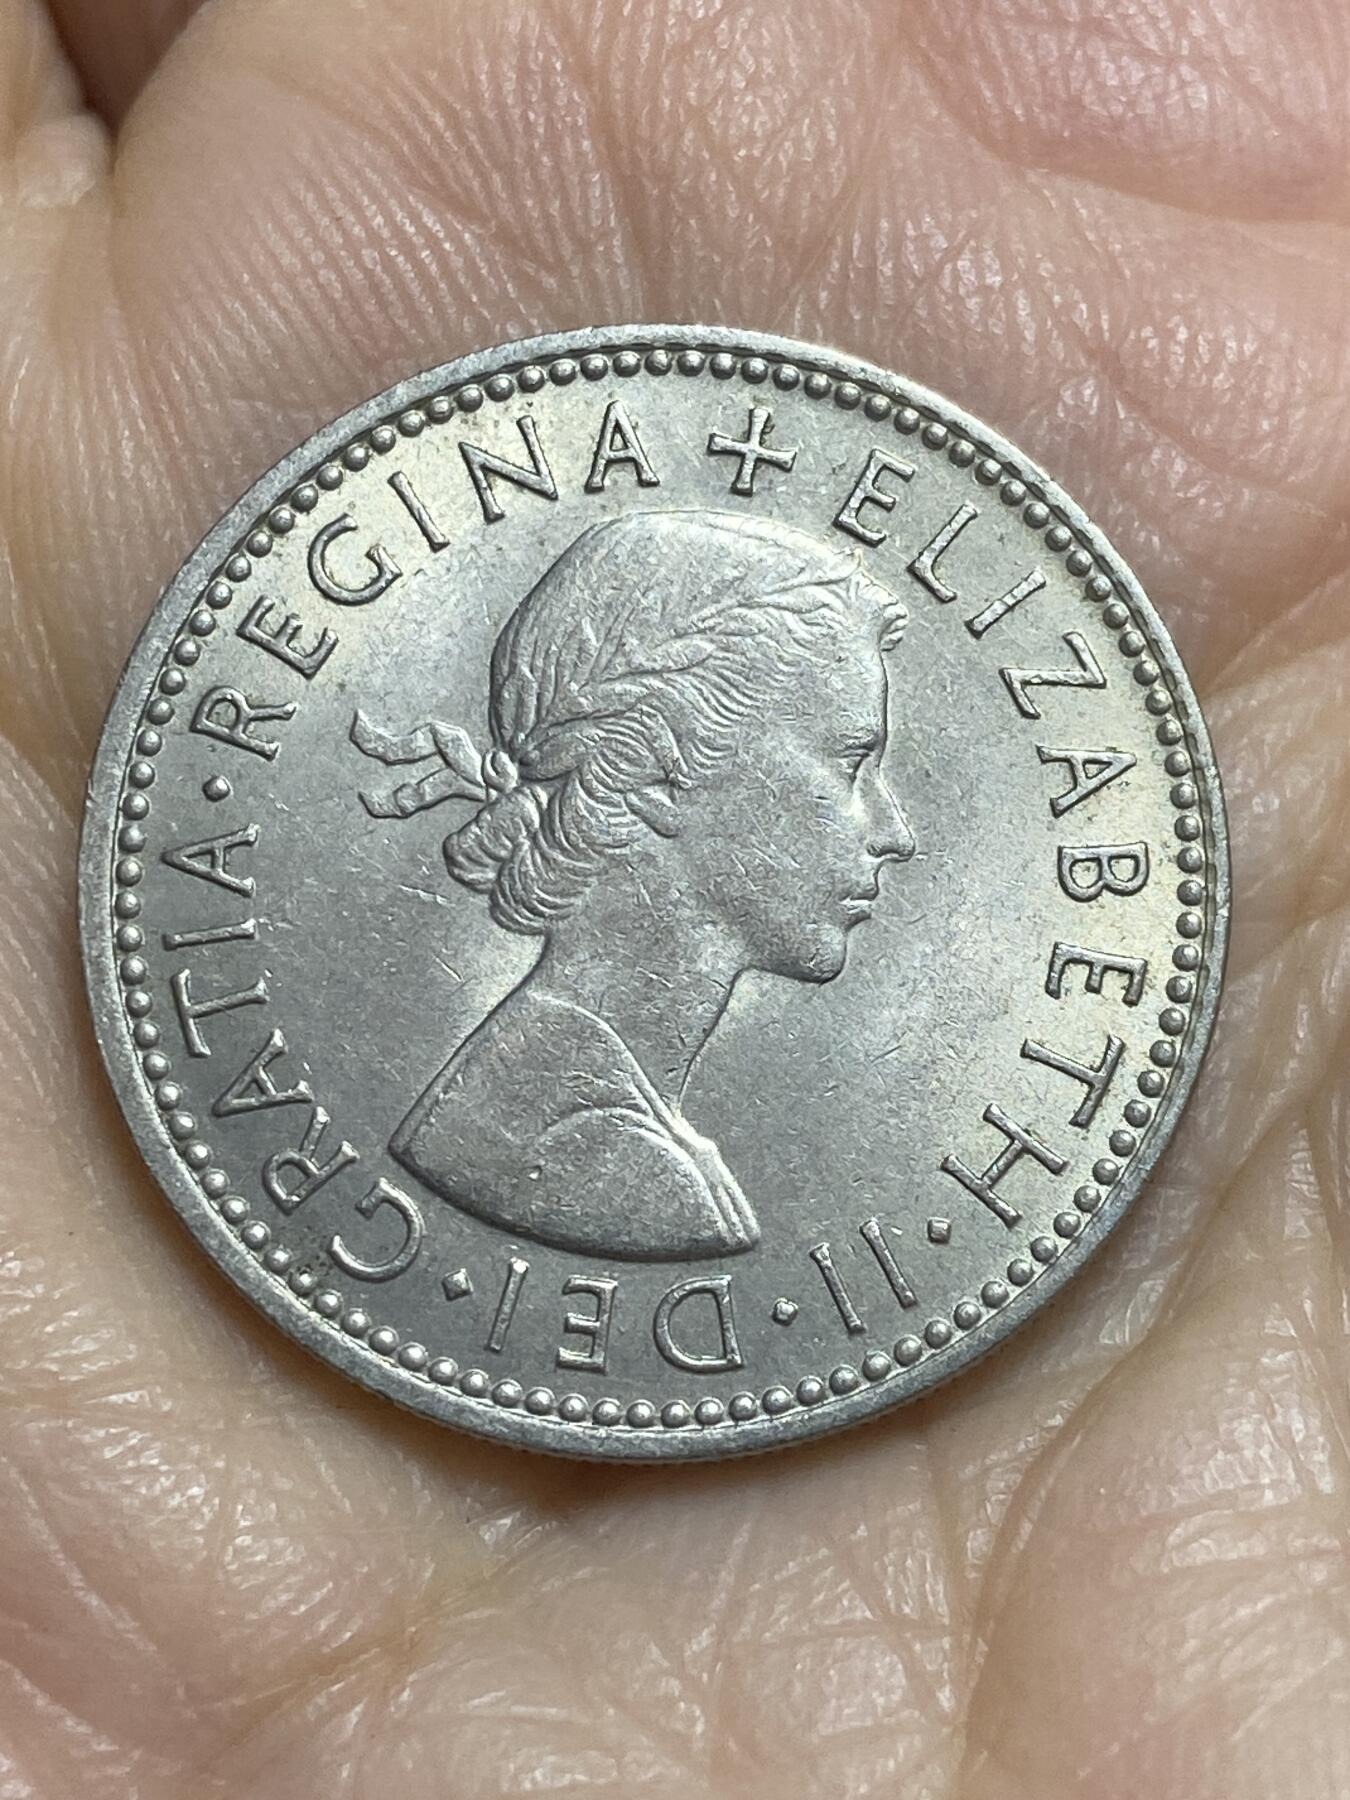 + ELIZABETH · II · DEI · GRATIA · REGINA